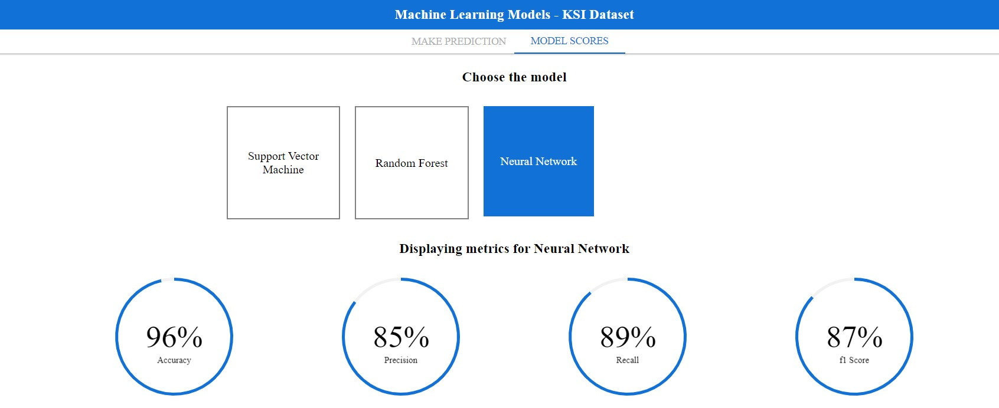 Machine Learning Models - KSI Dataset
MAKE PREDICTION
MODEL SCORES
Choose the model
Support Vector
Machine
Random Forest
Neural Network
Displaying metrics for Neural Network
96%
Accuracy
85%
Precision
89%
Recall
87%
f1 Score